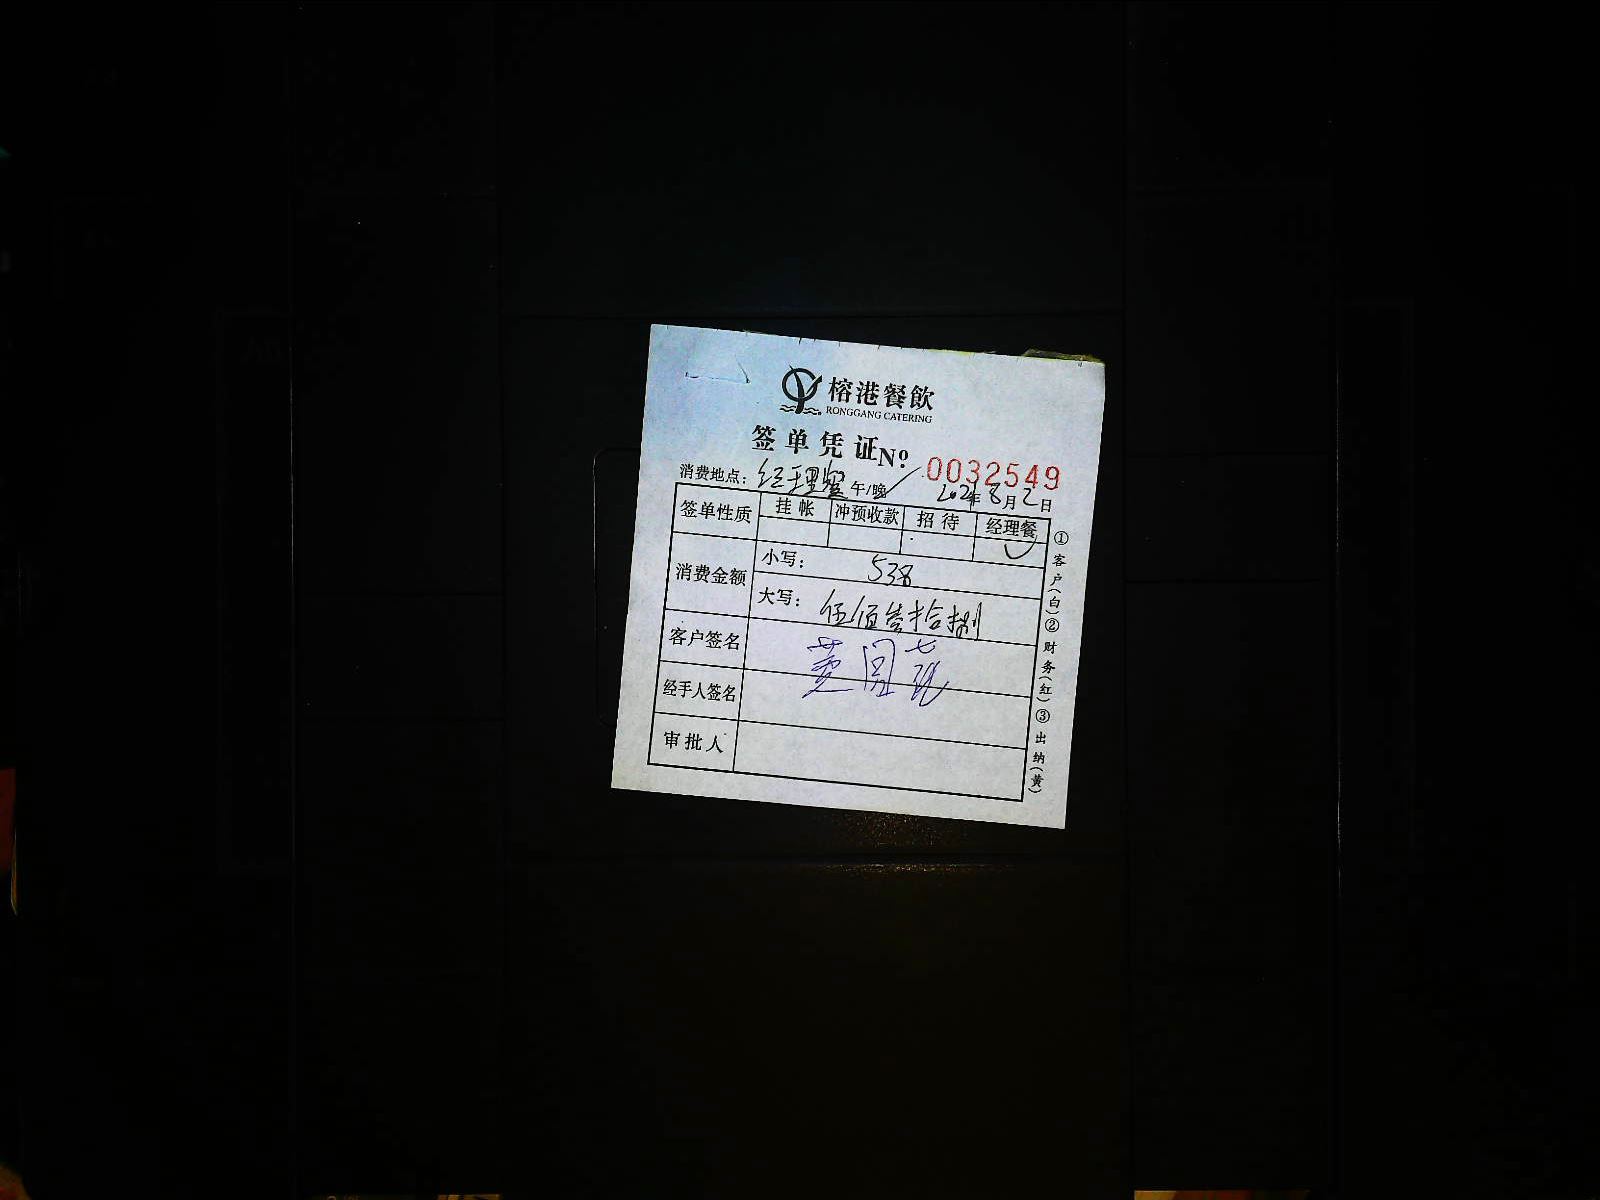 榕港餐飲
RONGGANG CATERING
签单凭证 Nº 0032549
消费地点：经理餐 午/晚 2021年8月2日
签单性质 挂帐 冲预收款 招待 经理餐
消费金额 小写：538
大写：伍佰叁拾捌
客户签名
经手人签名
审批人
①客户(白)②财务(红)③出纳(黄)